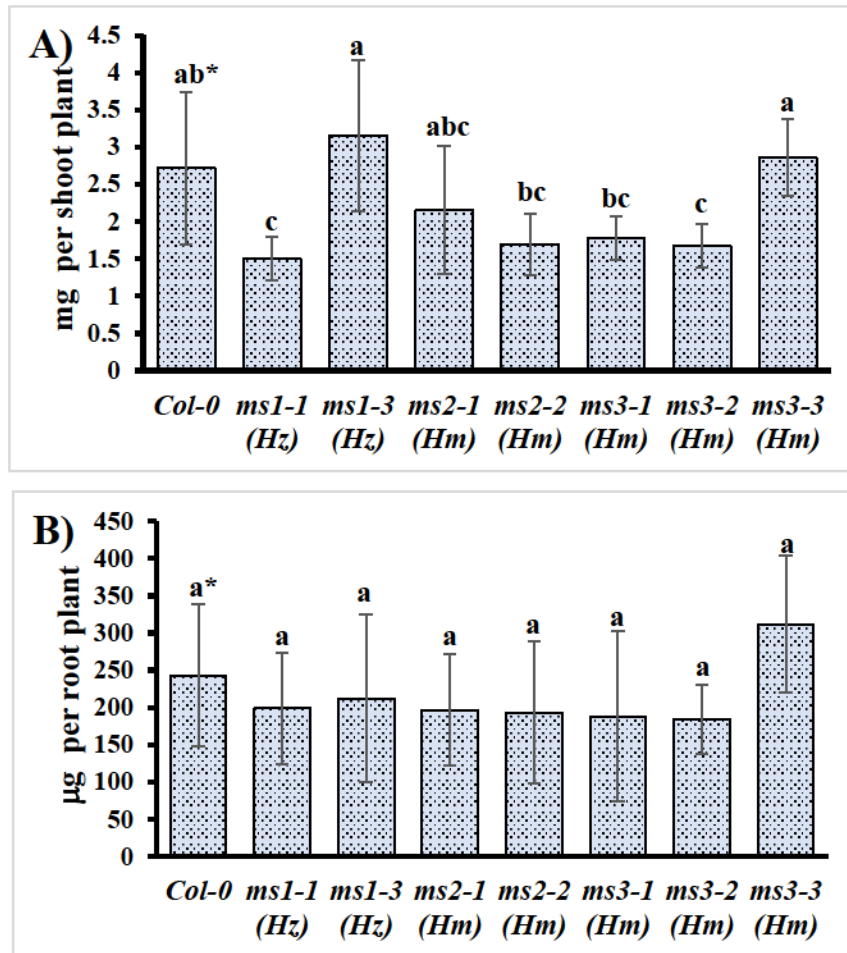 A)
mg per shoot plant
4.5
4
3.5
3
2.5
2
1.5
1
0.5
0
ab*
c
a
abc
bc
bc
c
a
Col-0 ms1-1 ms1-3 ms2-1 ms2-2 ms3-1 ms3-2 ms3-3
(Hz) (Hz) (Hm) (Hm) (Hm) (Hm) (Hm)
B)
µg per root plant
450
400
350
300
250
200
150
100
50
0
a*
a
a
a
a
a
a
a
Col-0 ms1-1 ms1-3 ms2-1 ms2-2 ms3-1 ms3-2 ms3-3
(Hz) (Hz) (Hm) (Hm) (Hm) (Hm) (Hm)